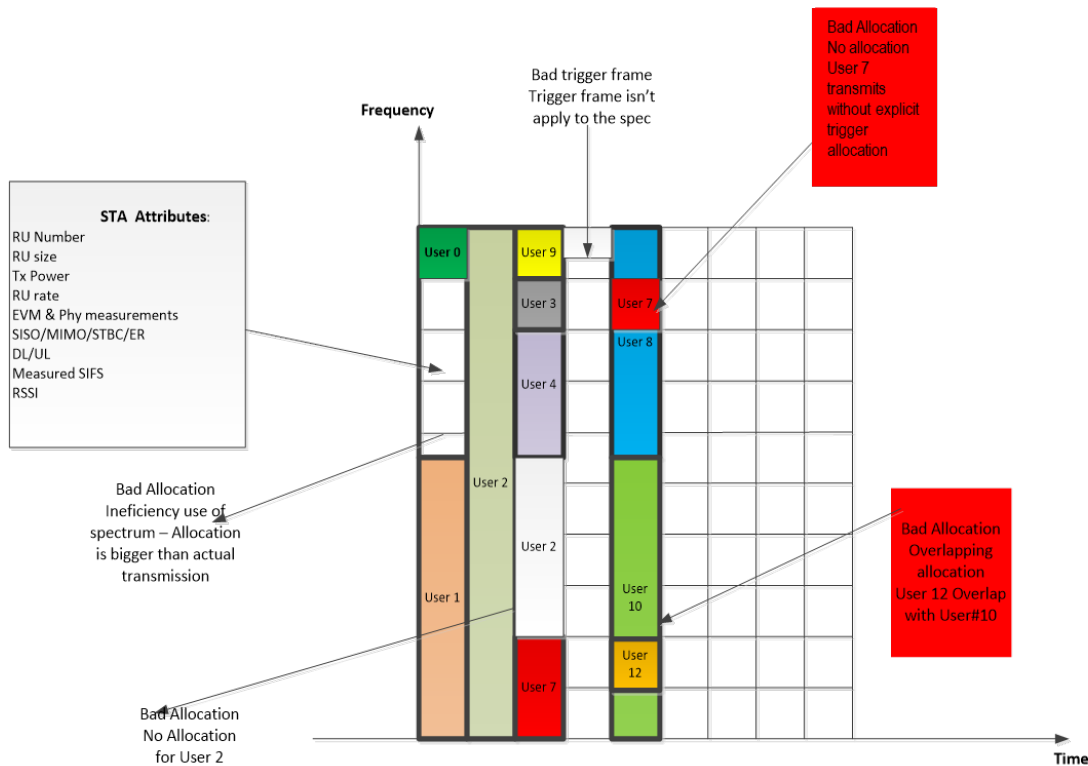 Bad Allocation
No allocation
User 7
transmits
without explicit
trigger
allocation
Bad trigger frame
Trigger frame isn't
apply to the spec
Frequency
STA Attributes:
RU Number
RU size
Tx Power
RU rate
EVM & Phy measurements
SISO/MIMO/STBC/ER
DL/UL
Measured SIFS
RSSI
User 0
User 9
User 3
User 7
User 8
User 4
User 2
User 2
User 1
User
10
User
12
User 7
Bad Allocation
Ineficiency use of
spectrum – Allocation
is bigger than actual
transmission
Bad Allocation
Overlapping
allocation
User 12 Overlap
with User#10
Bad Allocation
No Allocation
for User 2
Time